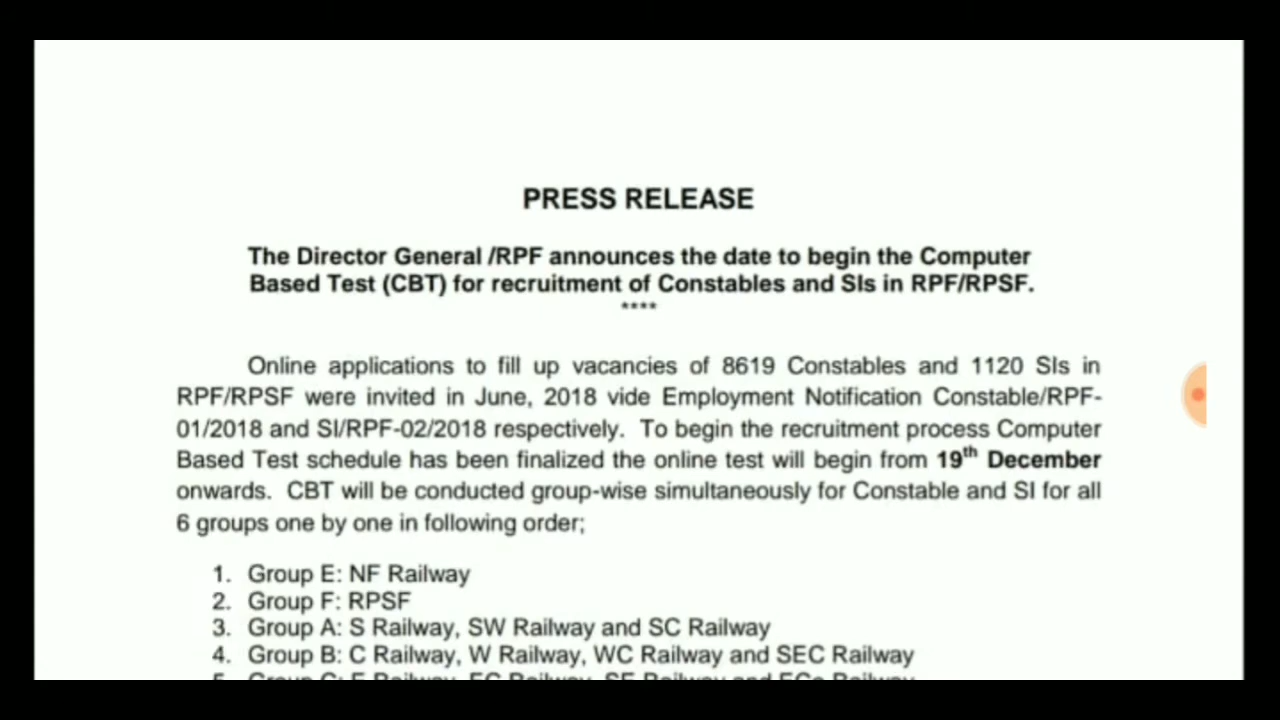 PRESS RELEASE
The Director General /RPF announces the date to begin the Computer
Based Test (CBT) for recruitment of Constables and SIs in RPF/RPSF.
****
Online applications to fill up vacancies of 8619 Constables and 1120 SIs in
RPF/RPSF were invited in June, 2018 vide Employment Notification Constable/RPF-
01/2018 and SI/RPF-02/2018 respectively. To begin the recruitment process Computer
Based Test schedule has been finalized the online test will begin from 19th December
onwards. CBT will be conducted group-wise simultaneously for Constable and SI for all
6 groups one by one in following order;
1. Group E: NF Railway
2. Group F: RPSF
3. Group A: S Railway, SW Railway and SC Railway
4. Group B: C Railway, W Railway, WC Railway and SEC Railway